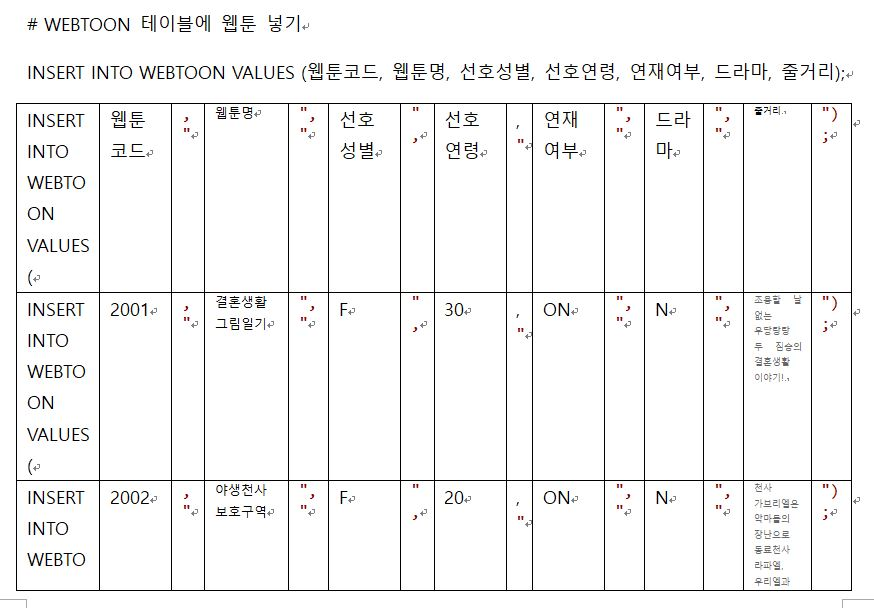 # WEBTOON 테이블에 웹툰 넣기
INSERT INTO WEBTOON VALUES (웹툰코드, 웹툰명, 선호성별, 선호연령, 연재여부, 드라마, 줄거리);
INSERT
INTO
WEBTO
ON
VALUES
(
웹툰
코드
,
"
웹툰명
",
"
선호
성별
"
,
선호
연령
,
"
연재
여부
",
"
드라
마
",
"
줄거리.
")
;
INSERT
INTO
WEBTO
ON
VALUES
(
2001
,
"
결혼생활
그림일기
",
"
F
"
,
30
,
"
ON
",
"
N
",
"
조용할 날
없는
우당탕탕
두 짐승의
결혼생활
이야기!.
")
;
INSERT
INTO
WEBTO
2002
,
"
야생천사
보호구역
",
"
F
"
,
20
,
"
ON
",
"
N
",
"
천사
가브리엘은
악마들의
장난으로
동료천사
라파엘,
우리엘과
")
;